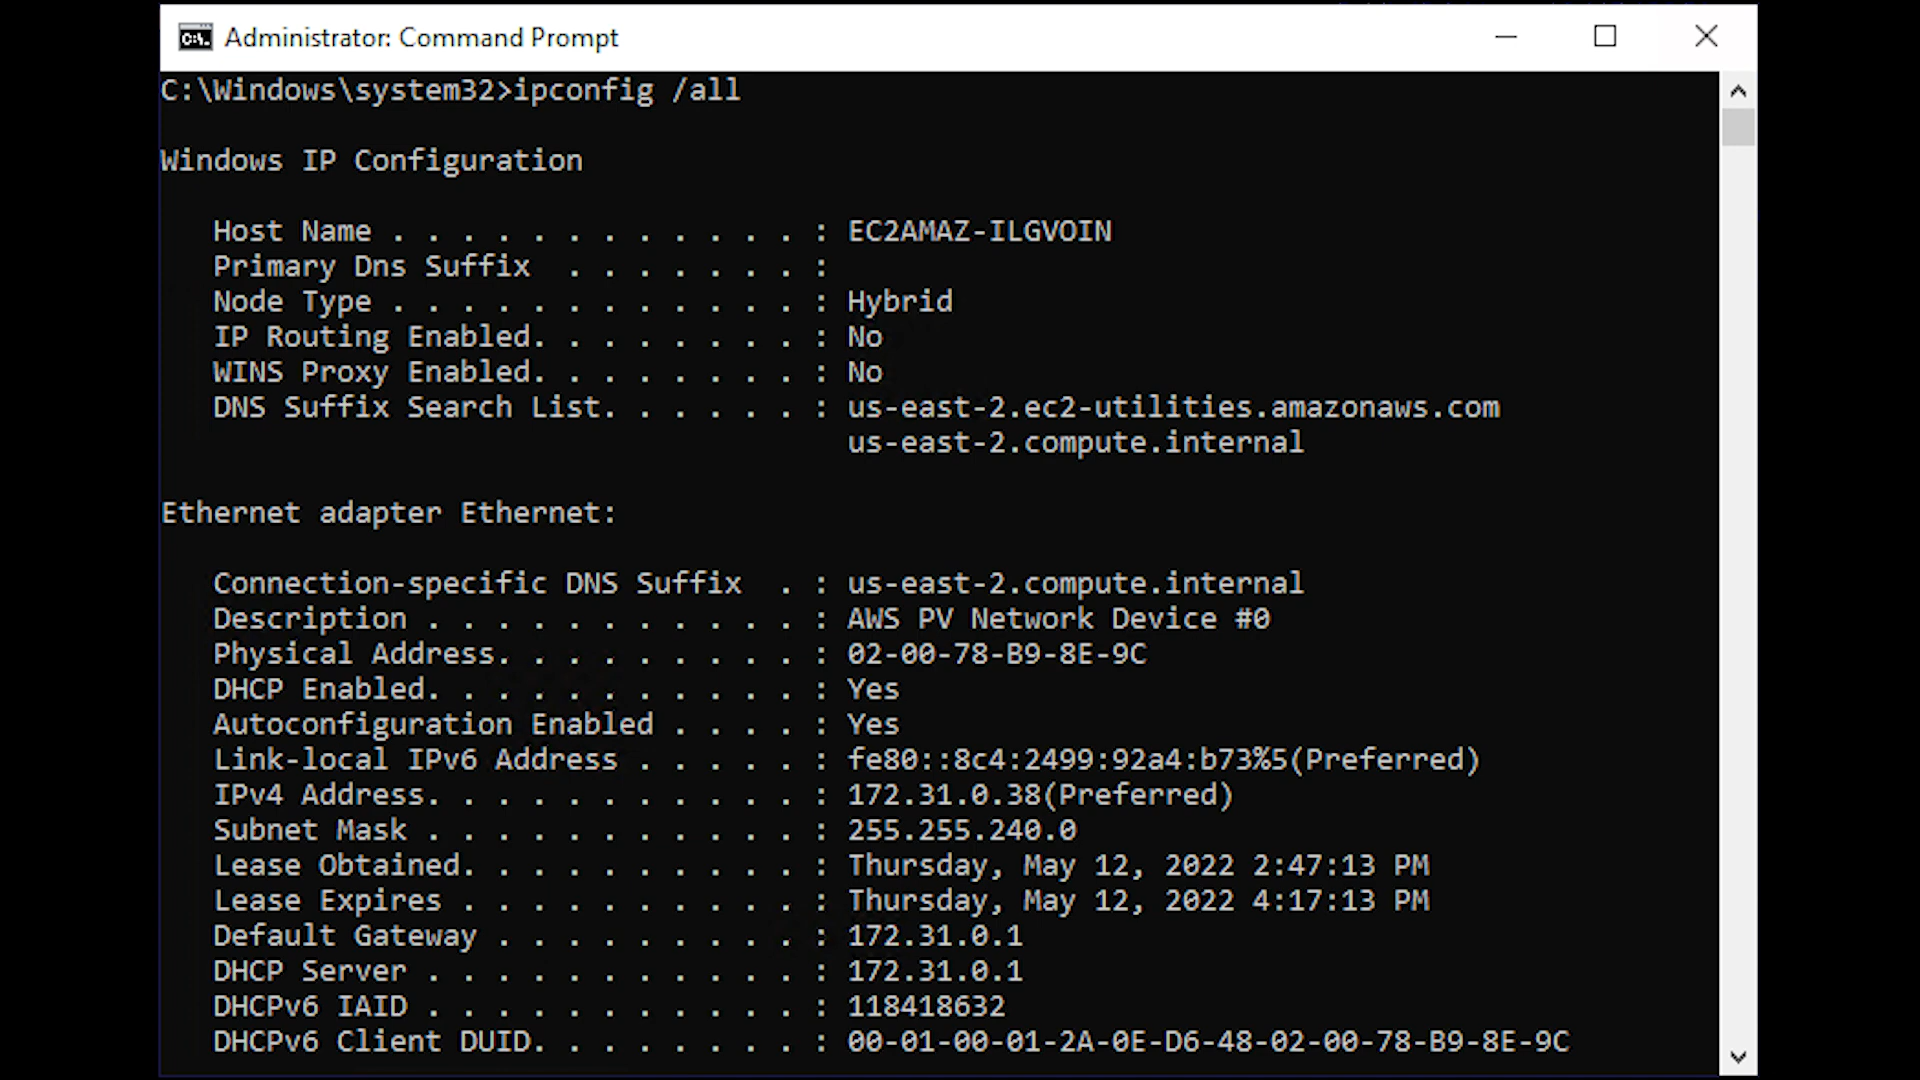 Administrator: Command Prompt
C:\Windows\system32>ipconfig /all
Windows IP Configuration
Host Name . . . . . . . . . . . . : EC2AMAZ-ILGVOIN
Primary Dns Suffix  . . . . . . . :
Node Type . . . . . . . . . . . . : Hybrid
IP Routing Enabled. . . . . . . . : No
WINS Proxy Enabled. . . . . . . . : No
DNS Suffix Search List. . . . . . : us-east-2.ec2-utilities.amazonaws.com
us-east-2.compute.internal
Ethernet adapter Ethernet:
Connection-specific DNS Suffix  . : us-east-2.compute.internal
Description . . . . . . . . . . . : AWS PV Network Device #0
Physical Address. . . . . . . . . : 02-00-78-B9-8E-9C
DHCP Enabled. . . . . . . . . . . : Yes
Autoconfiguration Enabled . . . . : Yes
Link-local IPv6 Address . . . . . : fe80::8c4:2499:92a4:b73%5(Preferred)
IPv4 Address. . . . . . . . . . . : 172.31.0.38(Preferred)
Subnet Mask . . . . . . . . . . . : 255.255.240.0
Lease Obtained. . . . . . . . . . : Thursday, May 12, 2022 2:47:13 PM
Lease Expires . . . . . . . . . . : Thursday, May 12, 2022 4:17:13 PM
Default Gateway . . . . . . . . . : 172.31.0.1
DHCP Server . . . . . . . . . . . : 172.31.0.1
DHCPv6 IAID . . . . . . . . . . . : 118418632
DHCPv6 Client DUID. . . . . . . . : 00-01-00-01-2A-0E-D6-48-02-00-78-B9-8E-9C